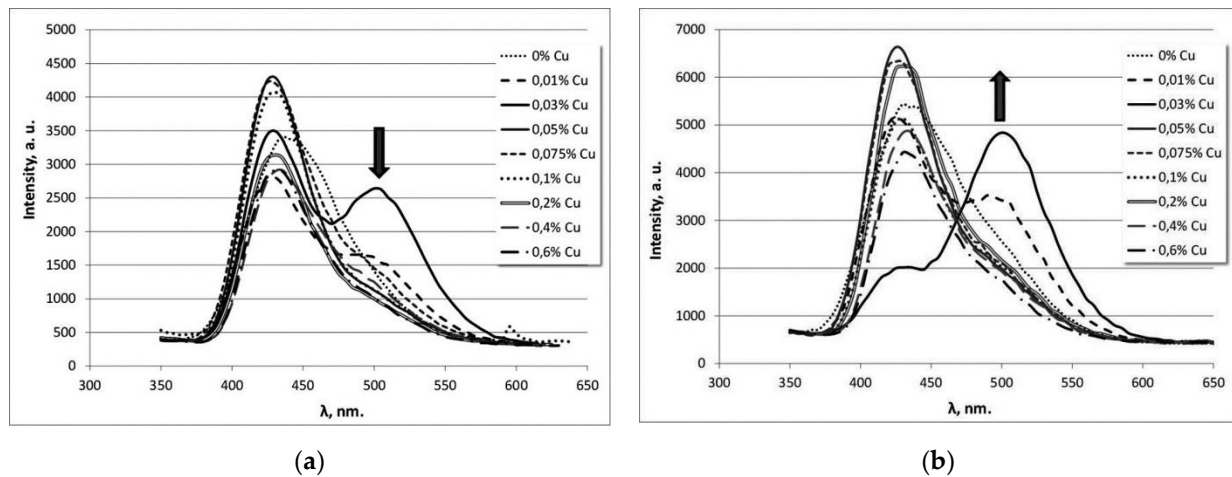 5000
4500
4000
3500
3000
2500
2000
1500
1000
500
0
Intensity, a. u.
300 350 400 450 500 550 600 650
λ, nm.
0% Cu
0,01% Cu
0,03% Cu
0,05% Cu
0,075% Cu
0,1% Cu
0,2% Cu
0,4% Cu
0,6% Cu
(a)
7000
6000
5000
4000
3000
2000
1000
0
Intensity, a. u.
300 350 400 450 500 550 600 650
λ, nm.
0% Cu
0,01% Cu
0,03% Cu
0,05% Cu
0,075% Cu
0,1% Cu
0,2% Cu
0,4% Cu
0,6% Cu
(b)